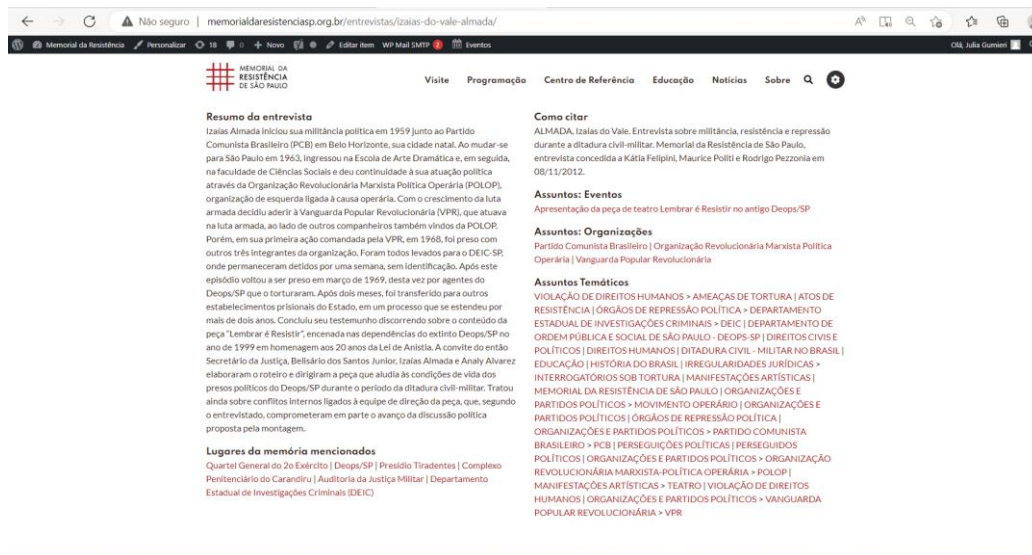 Não seguro | memorialdaresistenciasp.org.br/entrevistas/izaias-do-vale-almada/
Memorial da Resistência Personalizar 18 0 + Novo Editar item WP Mail SMTP 2 Eventos Olá, Julia Gumieri
MEMORIAL DA
RESISTÊNCIA
DE SÃO PAULO
Visite Programação Centro de Referência Educação Notícias Sobre
Resumo da entrevista
Izaías Almada iniciou sua militância política em 1959 junto ao Partido
Comunista Brasileiro (PCB) em Belo Horizonte, sua cidade natal. Ao mudar-se
para São Paulo em 1963, ingressou na Escola de Arte Dramática e, em seguida,
na faculdade de Ciências Sociais e deu continuidade à sua atuação política
através da Organização Revolucionária Marxista Política Operária (POLOP),
organização de esquerda ligada à causa operária. Com o crescimento da luta
armada decidiu aderir à Vanguarda Popular Revolucionária (VPR), que atuava
na luta armada, ao lado de outros companheiros também vindos da POLOP.
Porém, em sua primeira ação comandada pela VPR, em 1968, foi preso com
outros três integrantes da organização. Foram todos levados para o DEIC-SP,
onde permaneceram detidos por uma semana, sem identificação. Após este
episódio voltou a ser preso em março de 1969, desta vez por agentes do
Deops/SP que o torturaram. Após dois meses, foi transferido para outros
estabelecimentos prisionais do Estado, em um processo que se estendeu por
mais de dois anos. Concluiu seu testemunho discorrendo sobre o conteúdo da
peça "Lembrar é Resistir", encenada nas dependências do extinto Deops/SP no
ano de 1999 em homenagem aos 20 anos da Lei de Anistia. A convite do então
Secretário da Justiça, Belisário dos Santos Junior, Izaías Almada e Analy Alvarez
elaboraram o roteiro e dirigiram a peça que aludia às condições de vida dos
presos políticos do Deops/SP durante o período da ditadura civil-militar. Tratou
ainda sobre conflitos internos ligados à equipe de direção da peça, que, segundo
o entrevistado, comprometeram em parte o avanço da discussão política
proposta pela montagem.
Lugares da memória mencionados
Quartel General do 2o Exército | Deops/SP | Presídio Tiradentes | Complexo
Penitenciário do Carandiru | Auditoria da Justiça Militar | Departamento
Estadual de Investigações Criminais (DEIC)
Como citar
ALMADA, Izaías do Vale. Entrevista sobre militância, resistência e repressão
durante a ditadura civil-militar. Memorial da Resistência de São Paulo,
entrevista concedida a Kátia Felipini, Maurice Politi e Rodrigo Pezzonia em
08/11/2012.
Assuntos: Eventos
Apresentação da peça de teatro Lembrar é Resistir no antigo Deops/SP
Assuntos: Organizações
Partido Comunista Brasileiro | Organização Revolucionária Marxista Política
Operária | Vanguarda Popular Revolucionária
Assuntos Temáticos
VIOLAÇÃO DE DIREITOS HUMANOS > AMEAÇAS DE TORTURA | ATOS DE
RESISTÊNCIA | ÓRGÃOS DE REPRESSÃO POLÍTICA > DEPARTAMENTO
ESTADUAL DE INVESTIGAÇÕES CRIMINAIS > DEIC | DEPARTAMENTO DE
ORDEM PÚBLICA E SOCIAL DE SÃO PAULO - DEOPS-SP | DIREITOS CIVIS E
POLÍTICOS | DIREITOS HUMANOS | DITADURA CIVIL - MILITAR NO BRASIL |
EDUCAÇÃO | HISTÓRIA DO BRASIL | IRREGULARIDADES JURÍDICAS >
INTERROGATÓRIOS SOB TORTURA | MANIFESTAÇÕES ARTÍSTICAS |
MEMORIAL DA RESISTÊNCIA DE SÃO PAULO | ORGANIZAÇÕES E
PARTIDOS POLÍTICOS > MOVIMENTO OPERÁRIO | ORGANIZAÇÕES E
PARTIDOS POLÍTICOS | ÓRGÃOS DE REPRESSÃO POLÍTICA |
ORGANIZAÇÕES E PARTIDOS POLÍTICOS > PARTIDO COMUNISTA
BRASILEIRO > PCB | PERSEGUIÇÕES POLÍTICAS | PERSEGUIDOS
POLÍTICOS | ORGANIZAÇÕES E PARTIDOS POLÍTICOS > ORGANIZAÇÃO
REVOLUCIONÁRIA MARXISTA-POLÍTICA OPERÁRIA > POLOP |
MANIFESTAÇÕES ARTÍSTICAS > TEATRO | VIOLAÇÃO DE DIREITOS
HUMANOS | ORGANIZAÇÕES E PARTIDOS POLÍTICOS > VANGUARDA
POPULAR REVOLUCIONÁRIA > VPR